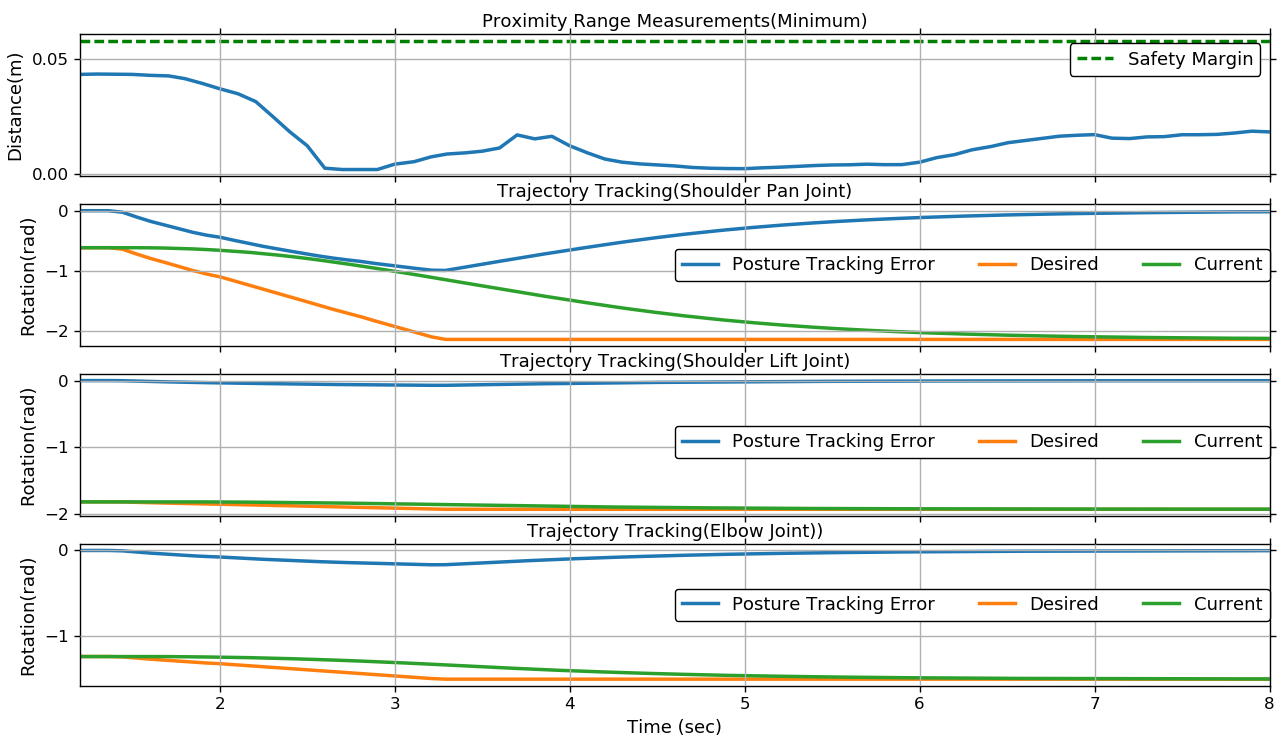 Proximity Range Measurements(Minimum)
Distance(m)
0.05
0.00
Safety Margin
Trajectory Tracking(Shoulder Pan Joint)
Rotation(rad)
0
−1
−2
Posture Tracking Error Desired Current
Trajectory Tracking(Shoulder Lift Joint)
Rotation(rad)
0
−1
−2
Posture Tracking Error Desired Current
Trajectory Tracking(Elbow Joint))
Rotation(rad)
0
−1
Posture Tracking Error Desired Current
2 3 4 5 6 7 8
Time (sec)